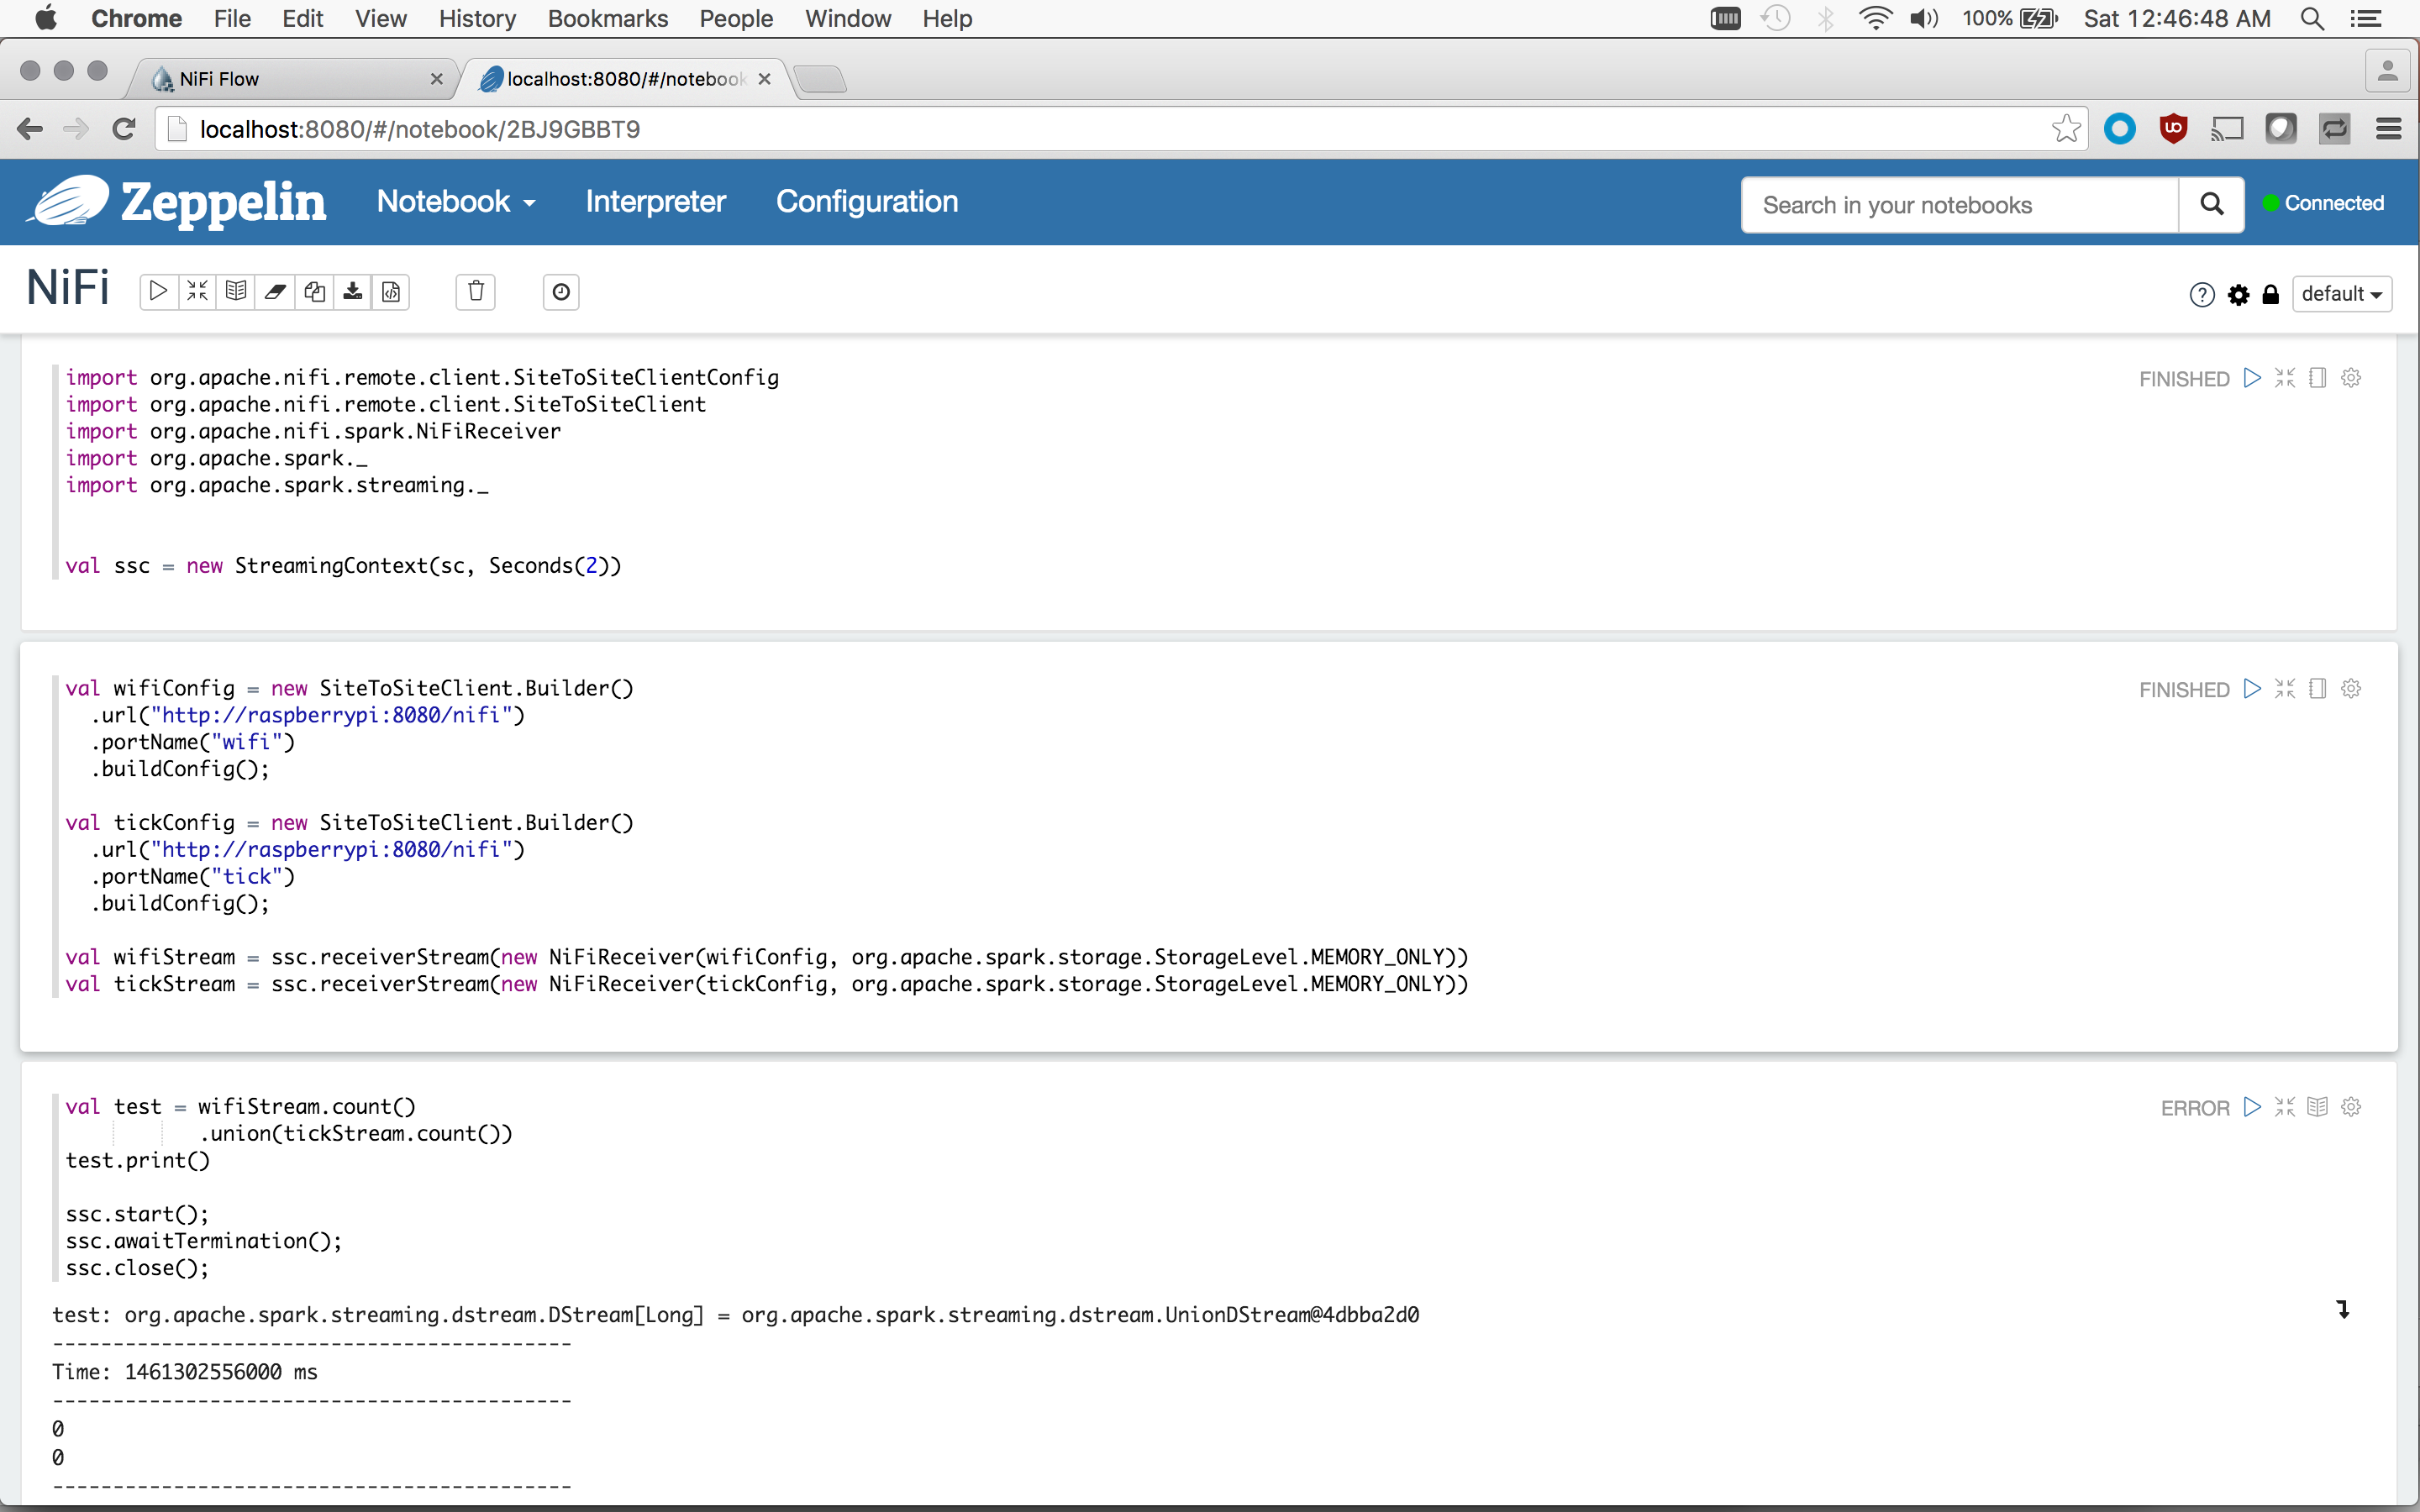 Chrome File Edit View History Bookmarks People Window Help 100% Sat 12:46:48 AM
NiFi Flow localhost:8080/#/notebook
localhost:8080/#/notebook/2BJ9GBBT9
Zeppelin Notebook Interpreter Configuration Search in your notebooks Connected
NiFi default
import org.apache.nifi.remote.client.SiteToSiteClientConfig FINISHED
import org.apache.nifi.remote.client.SiteToSiteClient
import org.apache.nifi.spark.NiFiReceiver
import org.apache.spark._
import org.apache.spark.streaming._
val ssc = new StreamingContext(sc, Seconds(2))
val wifiConfig = new SiteToSiteClient.Builder() FINISHED
.url("http://raspberrypi:8080/nifi")
.portName("wifi")
.buildConfig();
val tickConfig = new SiteToSiteClient.Builder()
.url("http://raspberrypi:8080/nifi")
.portName("tick")
.buildConfig();
val wifiStream = ssc.receiverStream(new NiFiReceiver(wifiConfig, org.apache.spark.storage.StorageLevel.MEMORY_ONLY))
val tickStream = ssc.receiverStream(new NiFiReceiver(tickConfig, org.apache.spark.storage.StorageLevel.MEMORY_ONLY))
val test = wifiStream.count() ERROR
.union(tickStream.count())
test.print()
ssc.start();
ssc.awaitTermination();
ssc.close();
test: org.apache.spark.streaming.dstream.DStream[Long] = org.apache.spark.streaming.dstream.UnionDStream@4dbba2d0
-------------------------------------------
Time: 1461302556000 ms
-------------------------------------------
0
0
-------------------------------------------